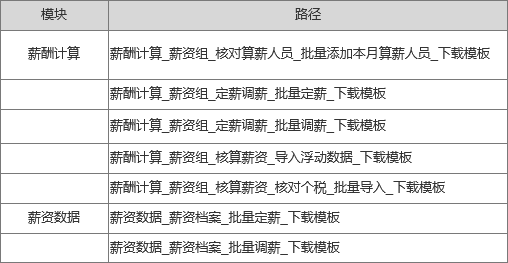 模块 路径
薪酬计算 薪酬计算_薪资组_核对算薪人员_批量添加本月算薪人员_下载模板
薪酬计算_薪资组_定薪调薪_批量定薪_下载模板
薪酬计算_薪资组_定薪调薪_批量调薪_下载模板
薪酬计算_薪资组_核算薪资_导入浮动数据_下载模板
薪酬计算_薪资组_核算薪资_核对个税_批量导入_下载模板
薪资数据 薪资数据_薪资档案_批量定薪_下载模板
薪资数据_薪资档案_批量调薪_下载模板